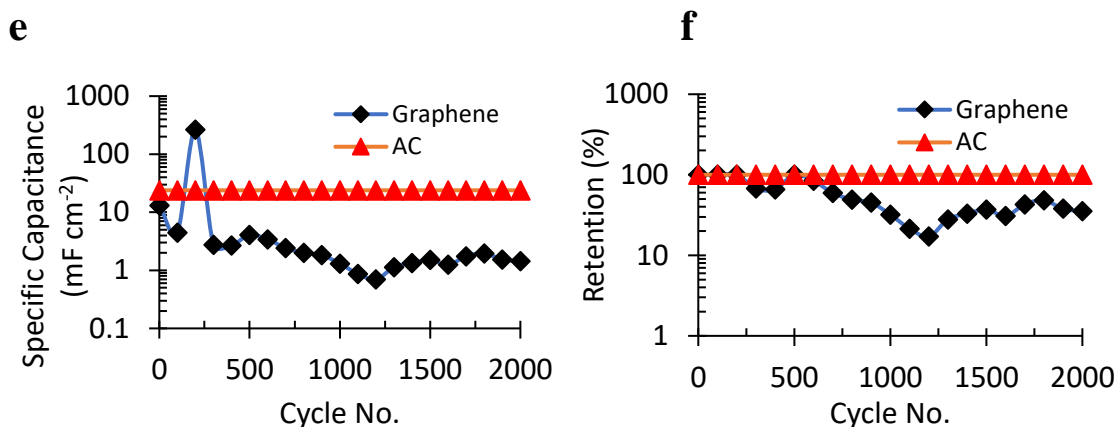 e
1000
100
10
1
0.1
Specific Capacitance
(mF cm⁻²)
Graphene
AC
0 500 1000 1500 2000
Cycle No.
f
1000
100
10
1
Retention (%)
Graphene
AC
0 500 1000 1500 2000
Cycle No.